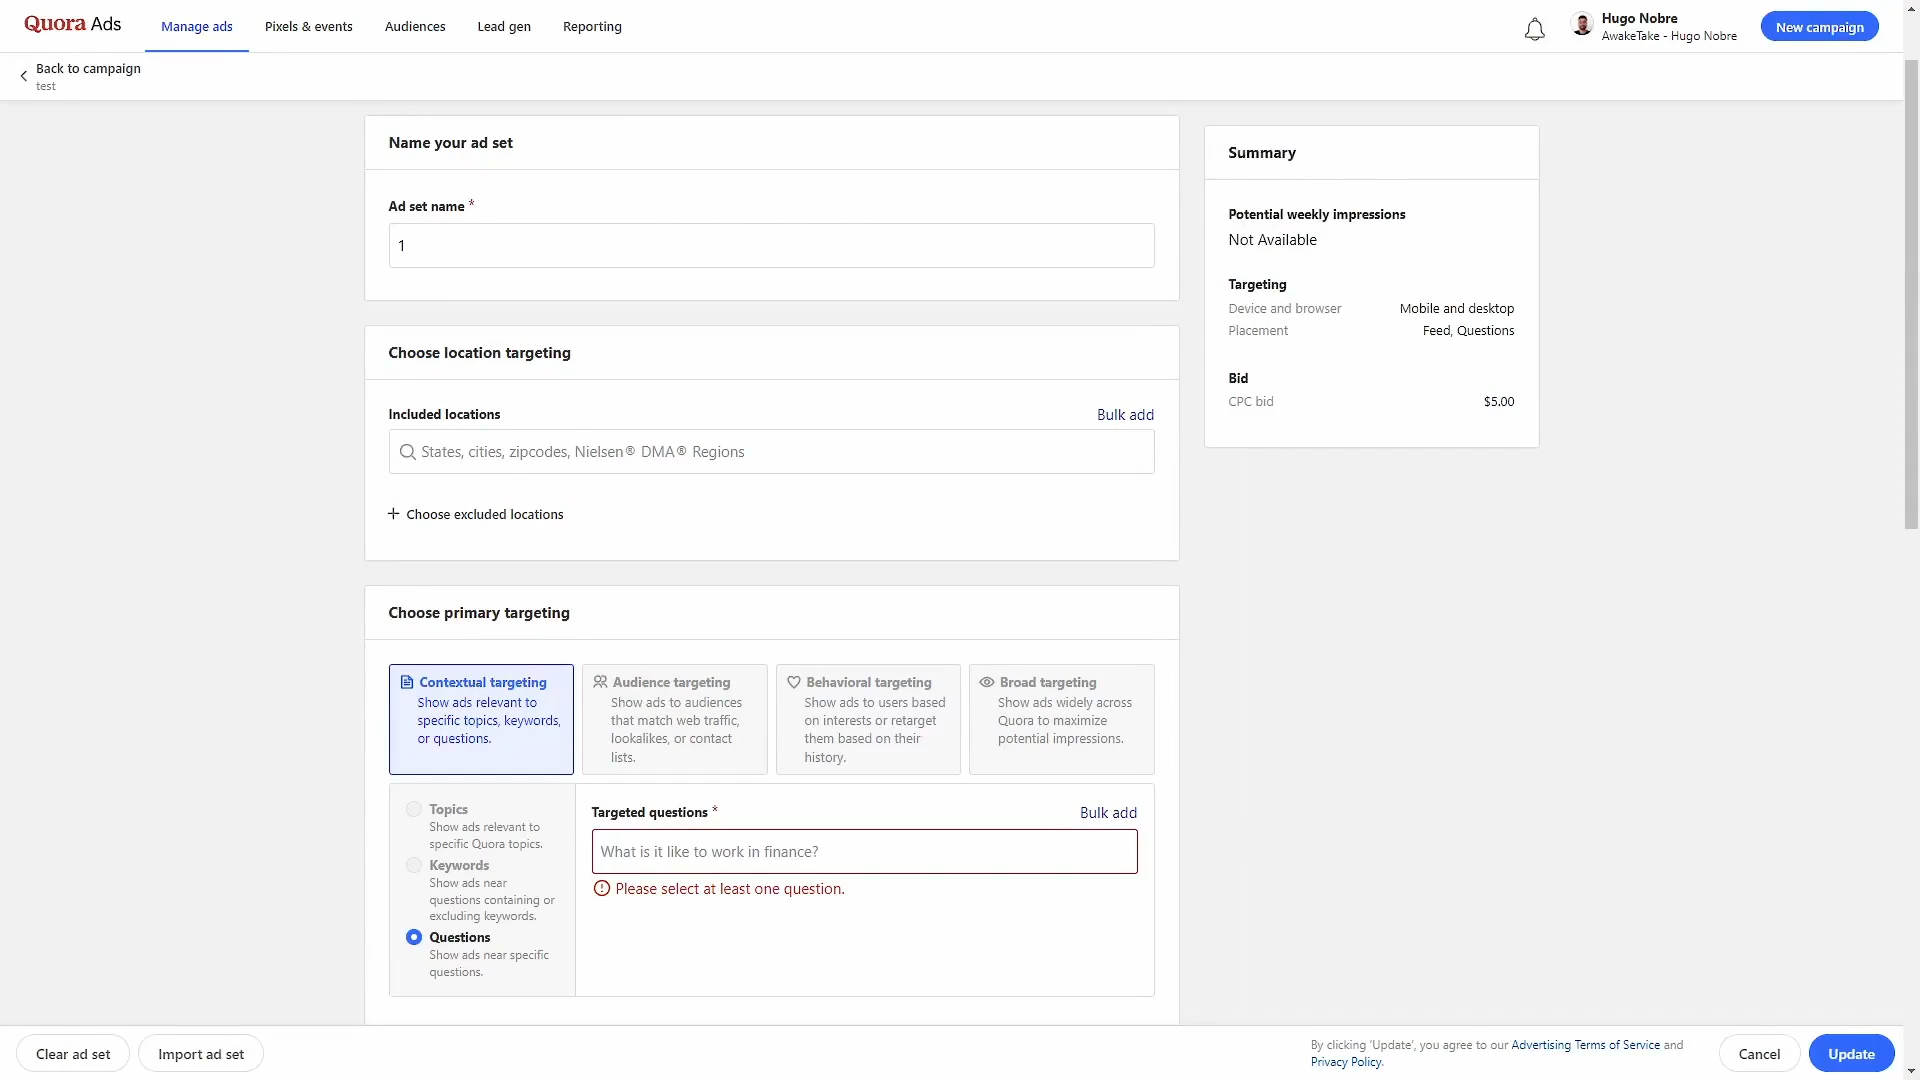 Quora Ads
Manage ads
Pixels & events
Audiences
Lead gen
Reporting
Hugo Nobre
AwakeTake - Hugo Nobre
New campaign
Back to campaign
test
Name your ad set
Ad set name *
1
Choose location targeting
Included locations
Bulk add
States, cities, zipcodes, Nielsen® DMA® Regions
Choose excluded locations
Choose primary targeting
Contextual targeting
Show ads relevant to
specific topics, keywords,
or questions.
Audience targeting
Show ads to audiences
that match web traffic,
lookalikes, or contact
lists.
Behavioral targeting
Show ads to users based
on interests or retarget
them based on their
history.
Broad targeting
Show ads widely across
Quora to maximize
potential impressions.
Topics
Show ads relevant to
specific Quora topics.
Keywords
Show ads near
questions containing or
excluding keywords.
Questions
Show ads near specific
questions.
Targeted questions *
Bulk add
What is it like to work in finance?
Please select at least one question.
Summary
Potential weekly impressions
Not Available
Targeting
Device and browser
Mobile and desktop
Placement
Feed, Questions
Bid
CPC bid
$5.00
Clear ad set
Import ad set
By clicking 'Update', you agree to our Advertising Terms of Service and
Privacy Policy.
Cancel
Update